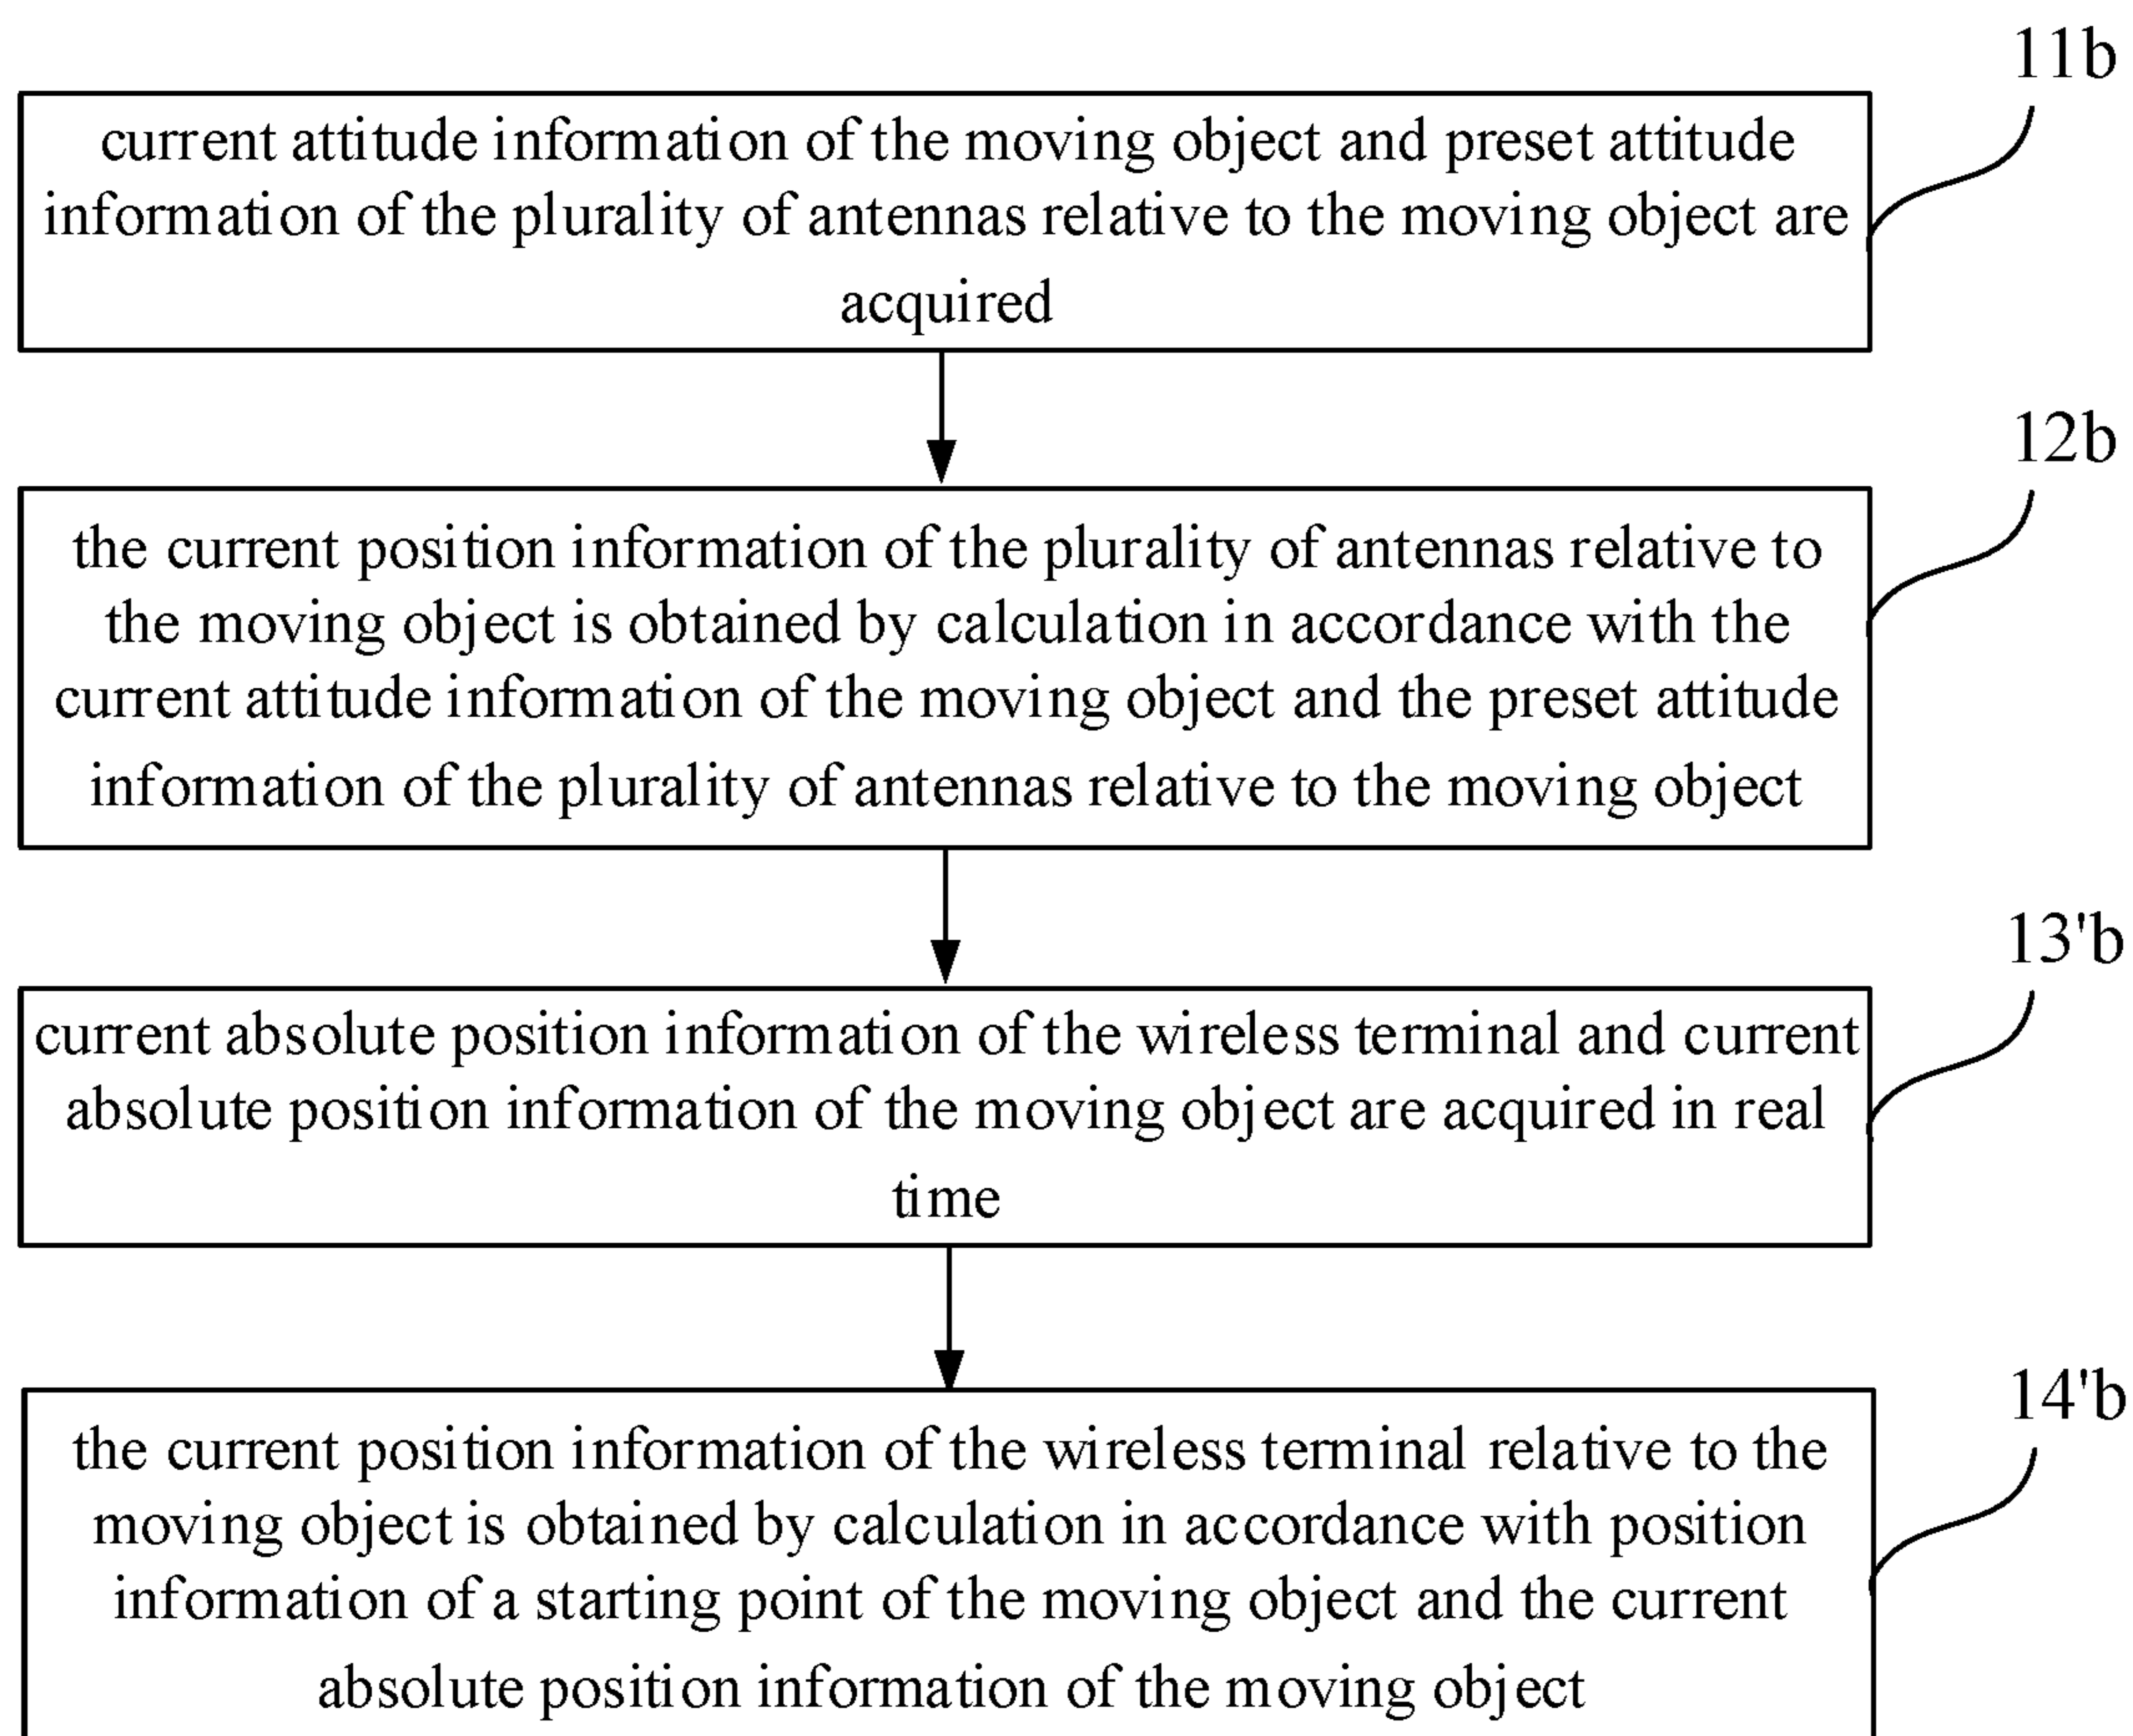 11b
current attitude information of the moving object and preset attitude
information of the plurality of antennas relative to the moving object are
acquired
12b
the current position information of the plurality of antennas relative to
the moving object is obtained by calculation in accordance with the
current attitude information of the moving object and the preset attitude
information of the plurality of antennas relative to the moving object
13'b
current absolute position information of the wireless terminal and current
absolute position information of the moving object are acquired in real
time
14'b
the current position information of the wireless terminal relative to the
moving object is obtained by calculation in accordance with position
information of a starting point of the moving object and the current
absolute position information of the moving object